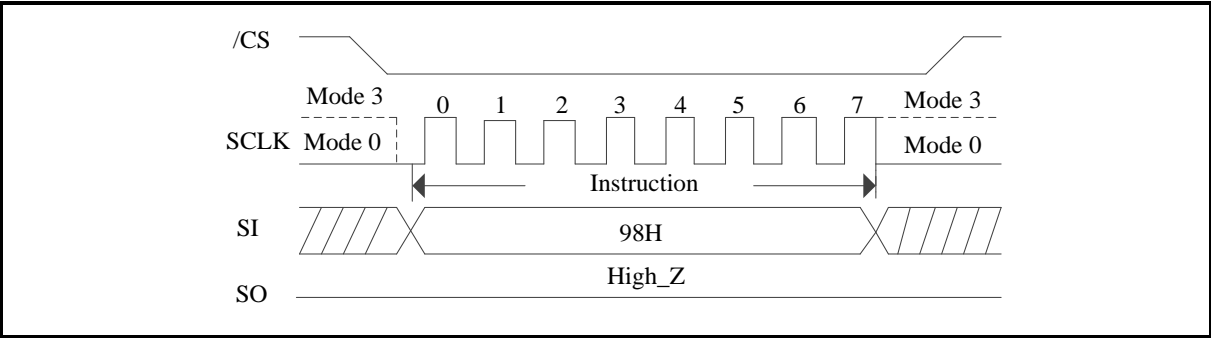 /CS
Mode 3 0 1 2 3 4 5 6 7 Mode 3
SCLK Mode 0 Mode 0
Instruction
SI 98H
High_Z
SO